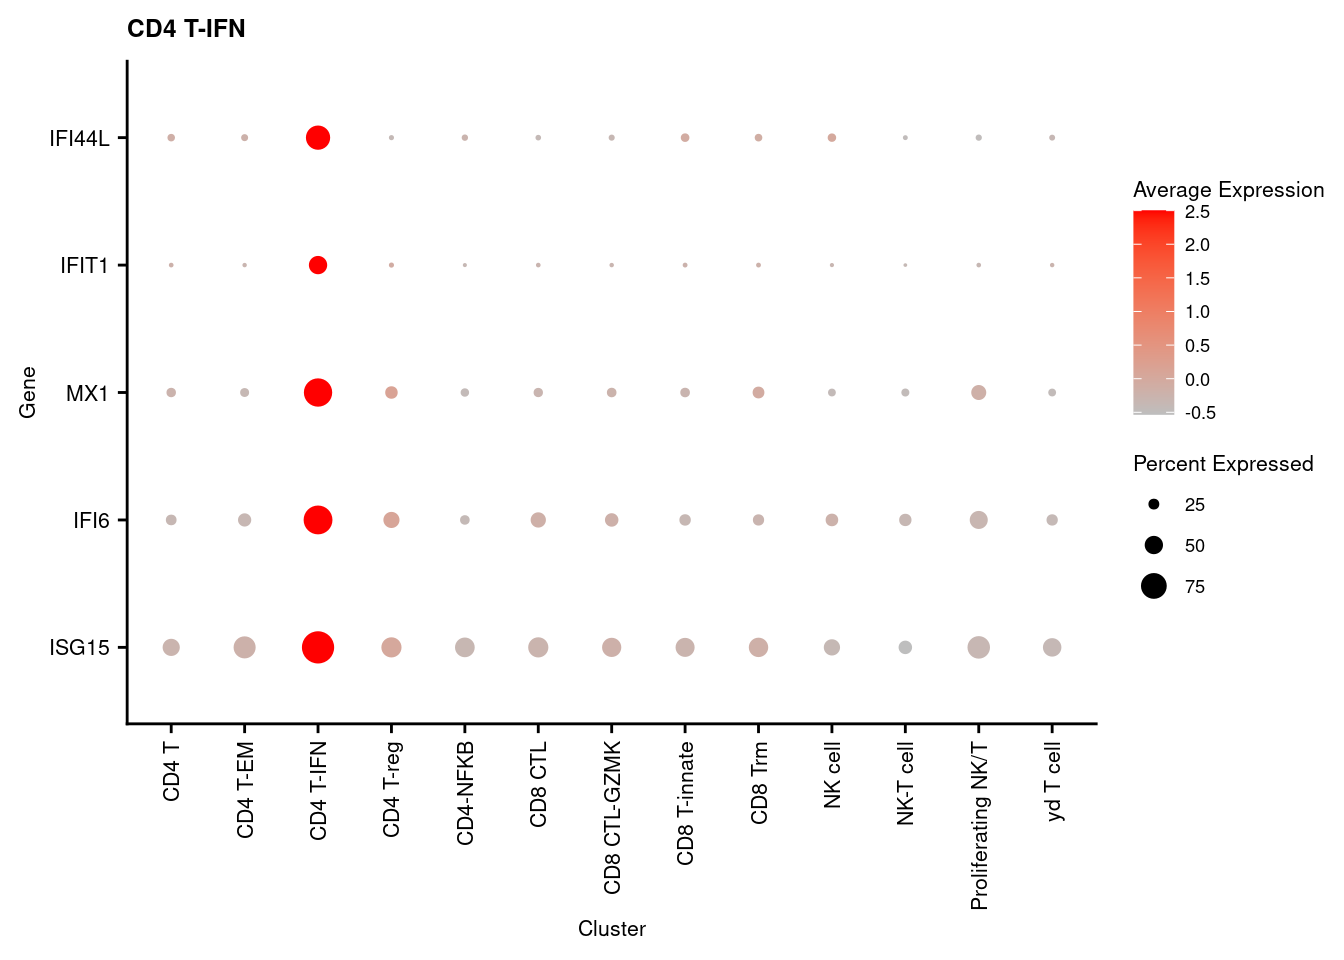 CD4 T-IFN
IFI44L
IFIT1
MX1
IFI6
ISG15
Gene
CD4 T
CD4 T-EM
CD4 T-IFN
CD4 T-reg
CD4-NFKB
CD8 CTL
CD8 CTL-GZMK
CD8 T-innate
CD8 Trm
NK cell
NK-T cell
Proliferating NK/T
yd T cell
Cluster
Average Expression
2.5
2.0
1.5
1.0
0.5
0.0
-0.5
Percent Expressed
25
50
75